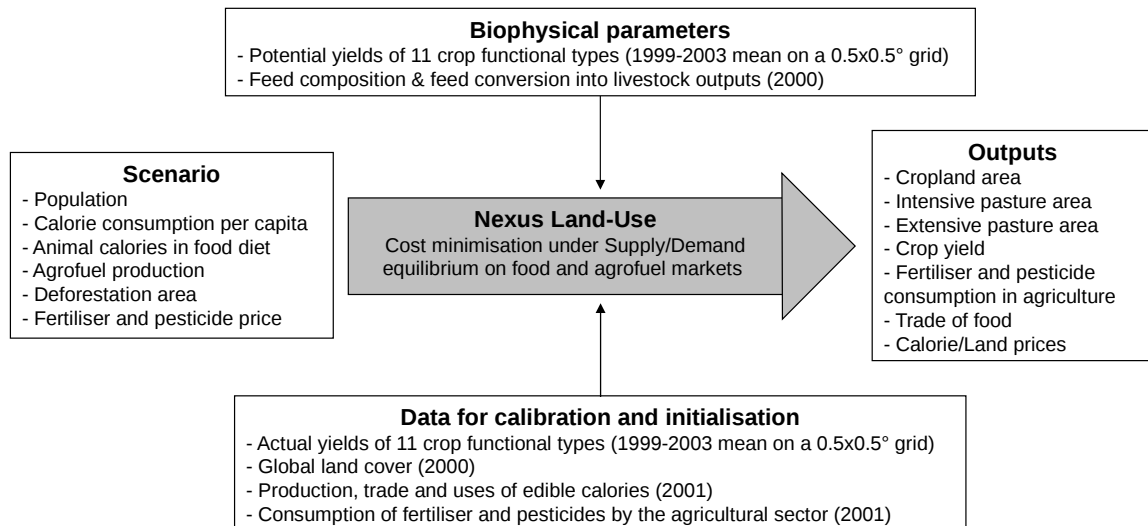 Biophysical parameters
- Potential yields of 11 crop functional types (1999-2003 mean on a 0.5x0.5° grid)
- Feed composition & feed conversion into livestock outputs (2000)
Scenario
- Population
- Calorie consumption per capita
- Animal calories in food diet
- Agrofuel production
- Deforestation area
- Fertiliser and pesticide price
Nexus Land-Use
Cost minimisation under Supply/Demand
equilibrium on food and agrofuel markets
Outputs
- Cropland area
- Intensive pasture area
- Extensive pasture area
- Crop yield
- Fertiliser and pesticide
consumption in agriculture
- Trade of food
- Calorie/Land prices
Data for calibration and initialisation
- Actual yields of 11 crop functional types (1999-2003 mean on a 0.5x0.5° grid)
- Global land cover (2000)
- Production, trade and uses of edible calories (2001)
- Consumption of fertiliser and pesticides by the agricultural sector (2001)